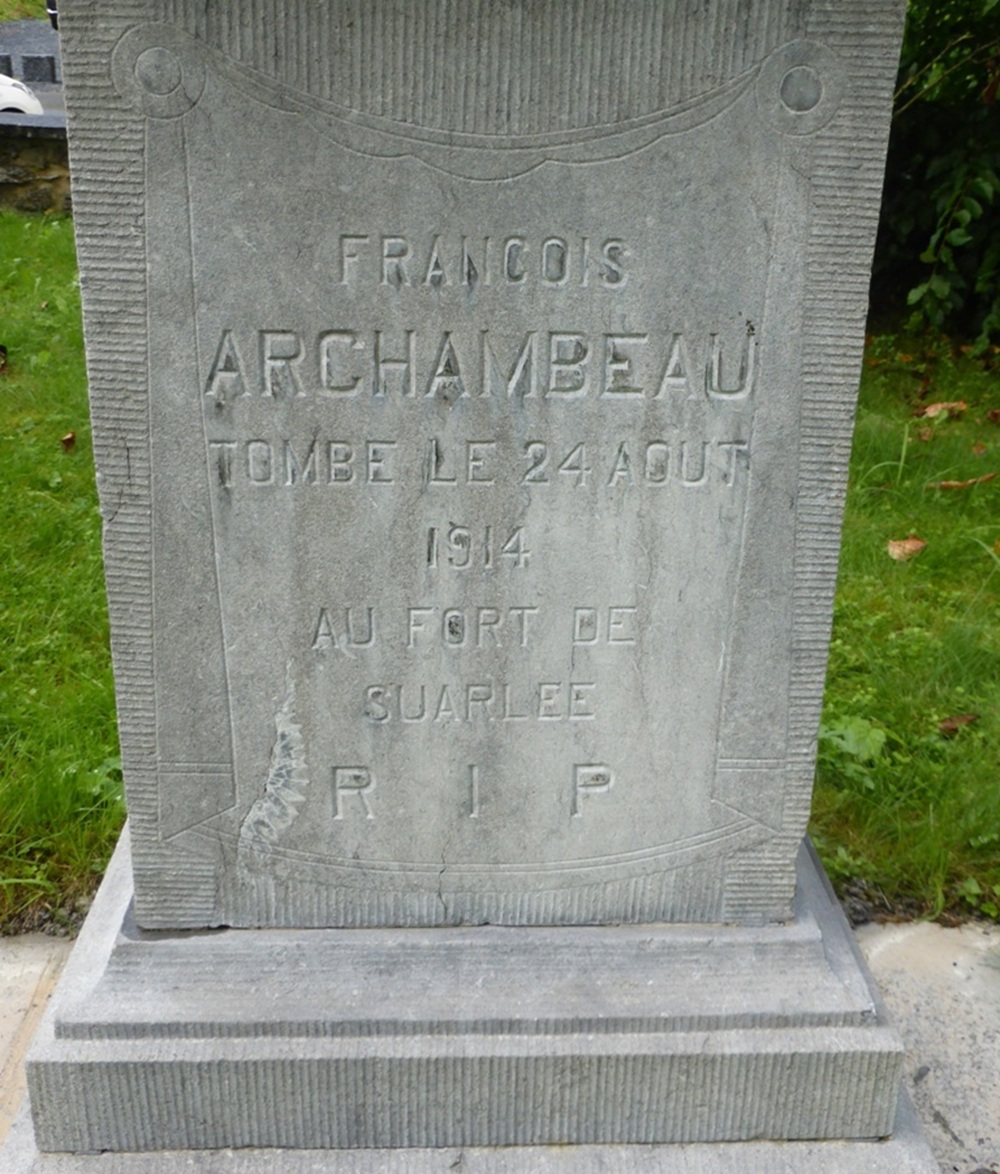 FRANCOIS
ARCHAMBEAU
TOMBE LE 24 AOUT
1914
AU FORT DE
SUARLEE
R I P